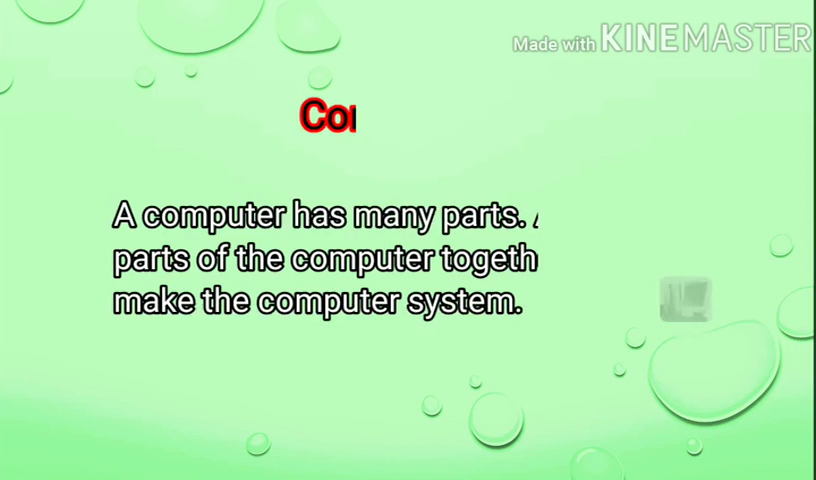 Made with KINEMASTER
Co
A computer has many parts.
parts of the computer togeth
make the computer system.